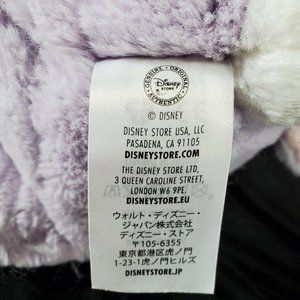 GENUINE · ORIGINAL
Disney
STORE
AUTHENTIC
© DISNEY
DISNEY STORE USA, LLC
PASADENA, CA 91105
DISNEYSTORE.COM
THE DISNEY STORE LTD,
3 QUEEN CAROLINE STREET,
LONDON W6 9PE.
DISNEYSTORE.EU
ウォルト・ディズニー・
ジャパン株式会社
ディズニー・ストア
〒105-6355
東京都港区虎ノ門
1-23-1虎ノ門ヒルズ
DISNEYSTORE.JP